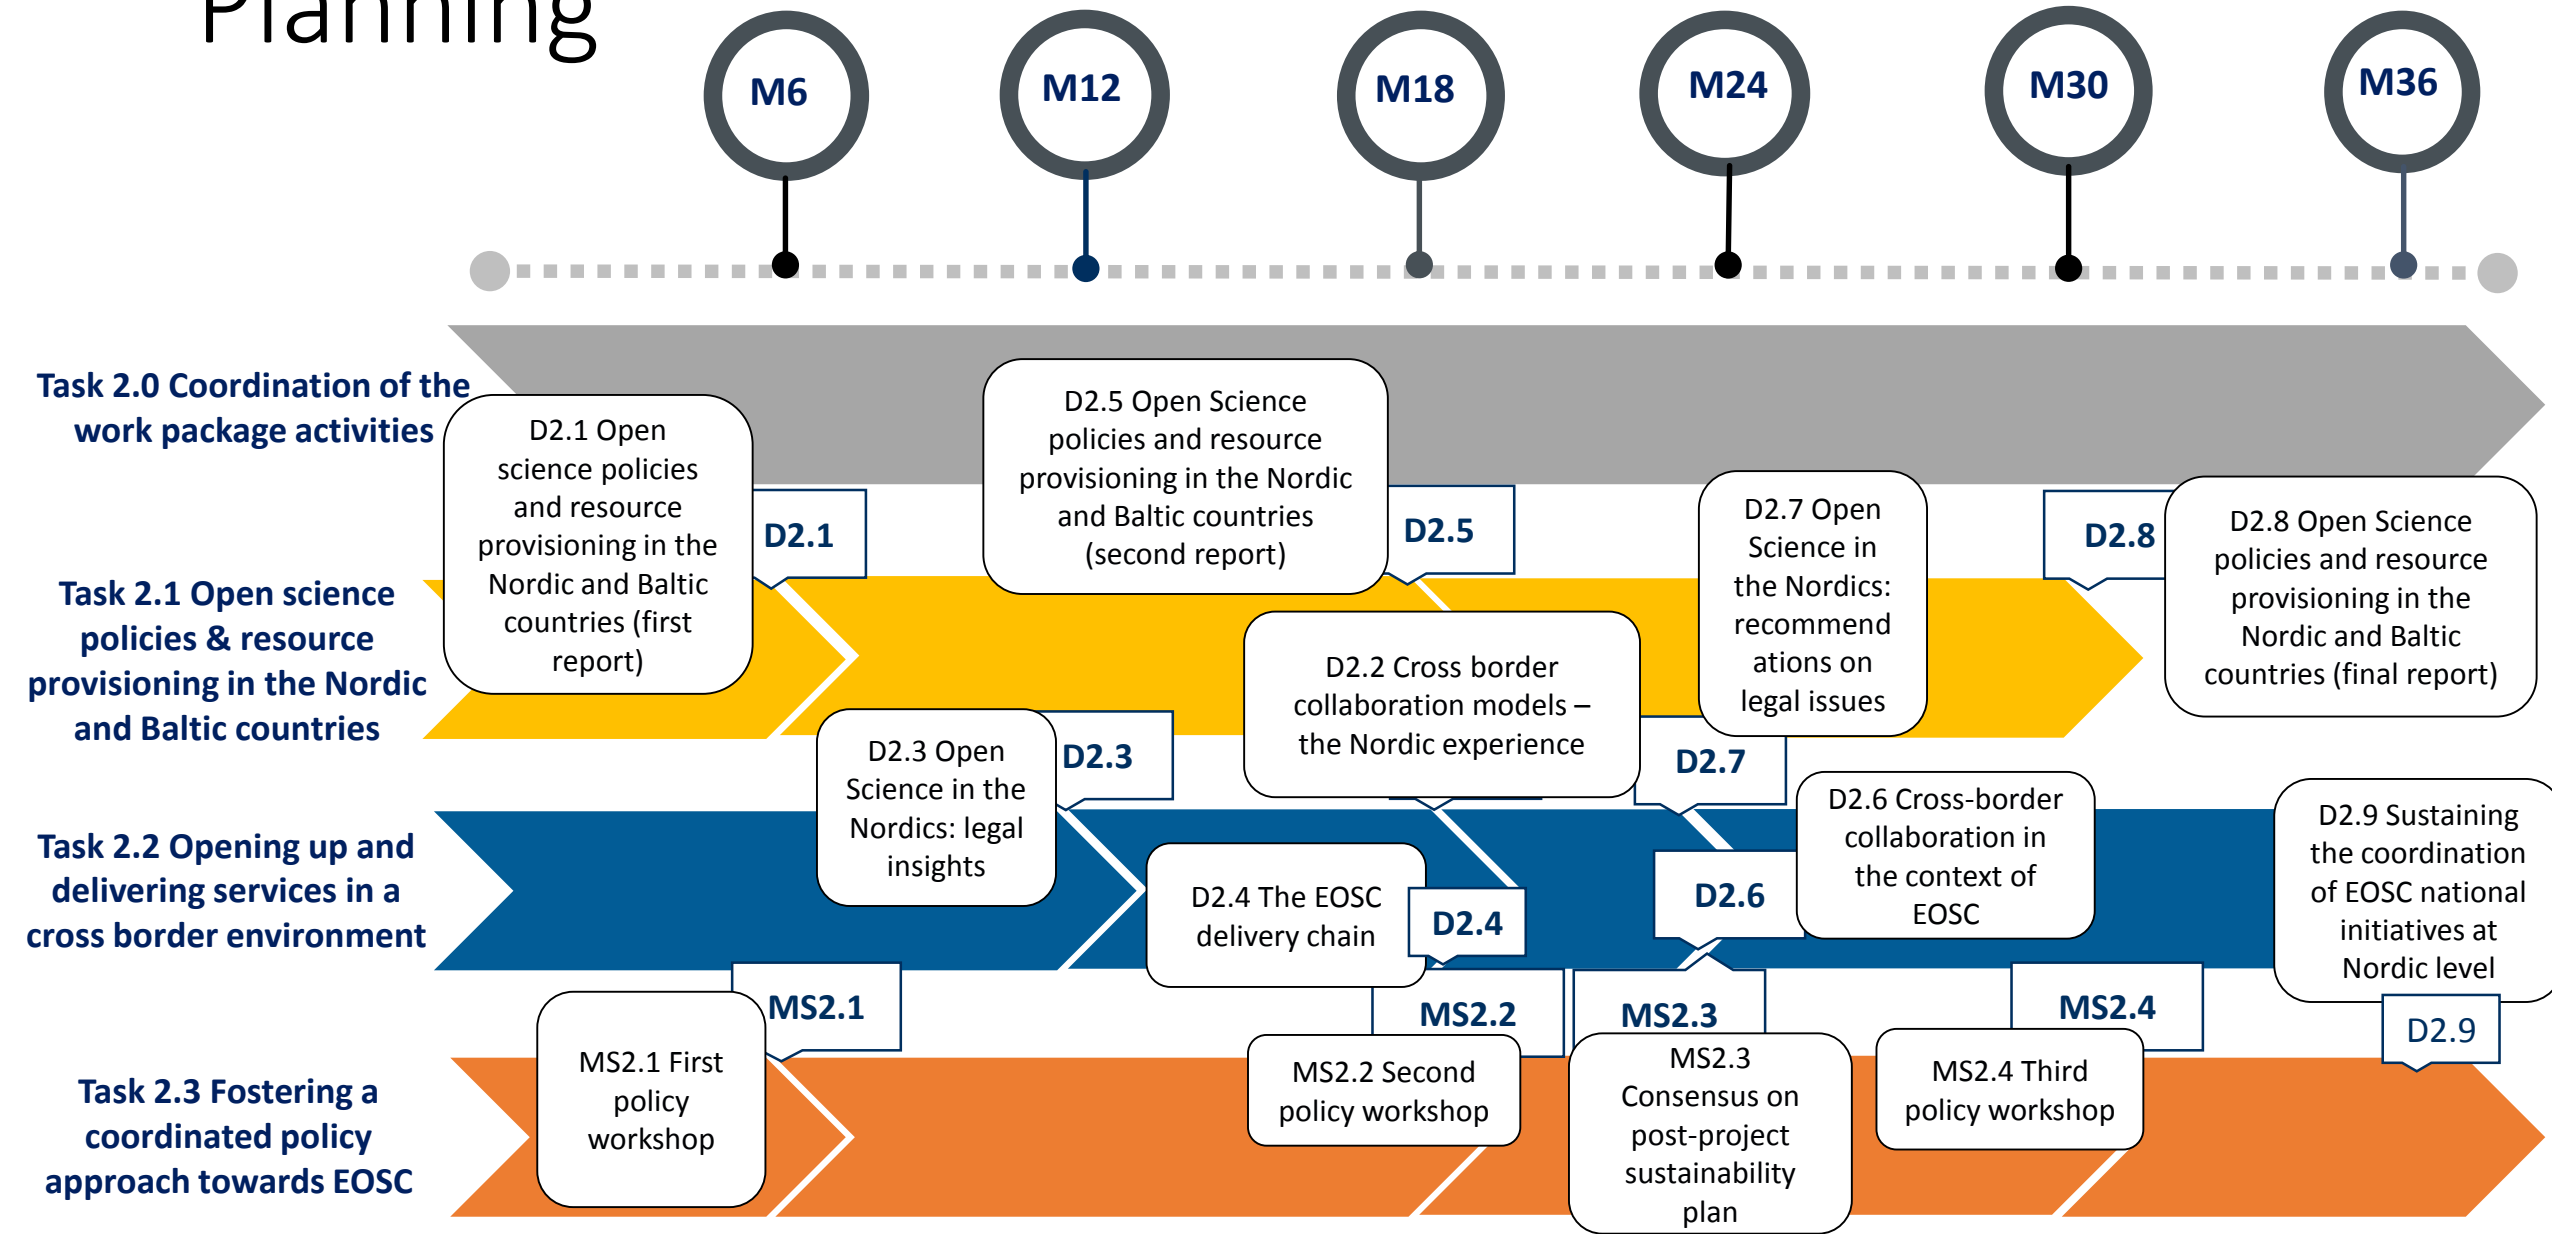 Planning
M6
M12
M18
M24
M30
M36
Task 2.0 Coordination of the
work package activities
D2.1 Open
science policies
and resource
provisioning in the
Nordic and Baltic
countries (first
report)
D2.1
D2.5 Open Science
policies and resource
provisioning in the Nordic
and Baltic countries
(second report)
D2.5
D2.7 Open
Science in
the Nordics:
recommend
ations on
legal issues
D2.8
D2.8 Open Science
policies and resource
provisioning in the
Nordic and Baltic
countries (final report)
Task 2.1 Open science
policies & resource
provisioning in the Nordic
and Baltic countries
D2.2 Cross border
collaboration models –
the Nordic experience
D2.3 Open
Science in the
Nordics: legal
insights
D2.3
D2.7
D2.6 Cross-border
collaboration in
the context of
EOSC
D2.9 Sustaining
the coordination
of EOSC national
initiatives at
Nordic level
Task 2.2 Opening up and
delivering services in a
cross border environment
D2.4 The EOSC
delivery chain
D2.4
D2.6
MS2.1
MS2.2
MS2.3
MS2.4
D2.9
Task 2.3 Fostering a
coordinated policy
approach towards EOSC
MS2.1 First
policy
workshop
MS2.2 Second
policy workshop
MS2.3
Consensus on
post-project
sustainability
plan
MS2.4 Third
policy workshop